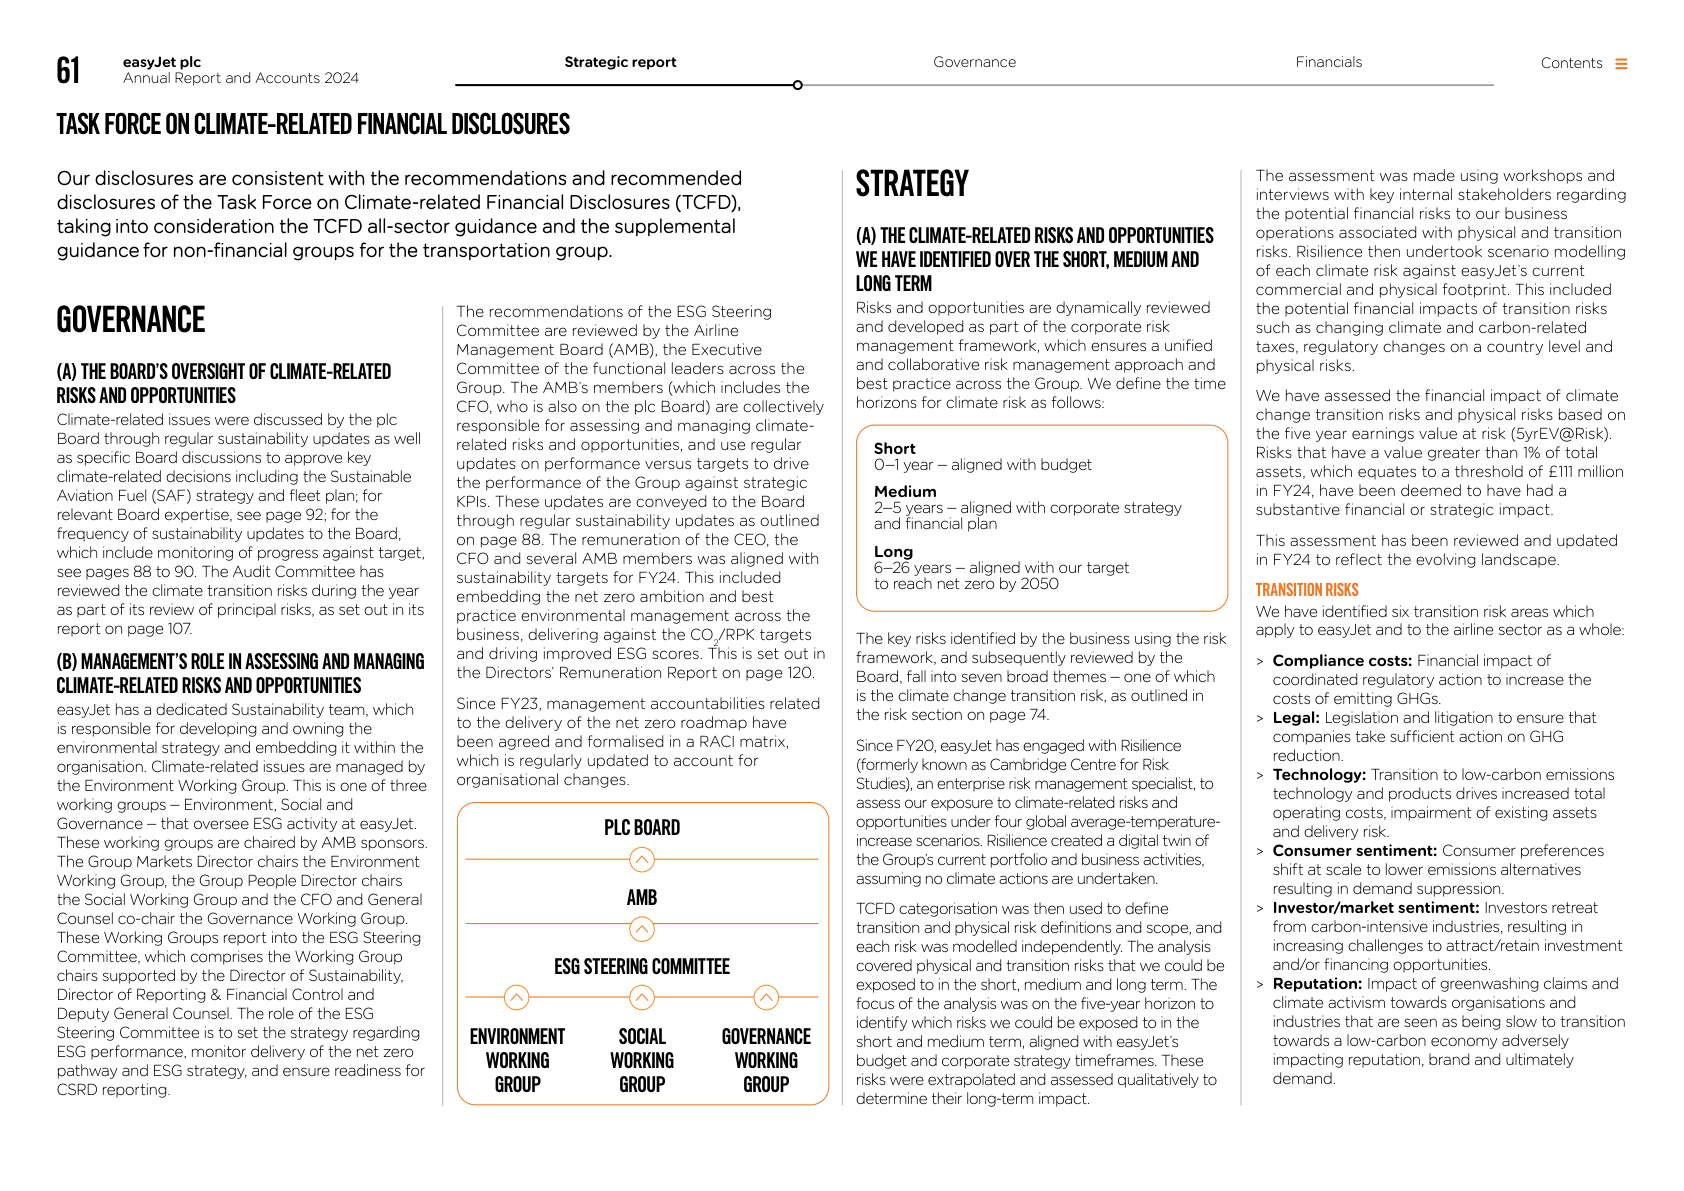 61
easyJet plc
Annual Report and Accounts 2024
Strategic report
Governance
Financials
Contents
TASK FORCE ON CLIMATE-RELATED FINANCIAL DISCLOSURES
Our disclosures are consistent with the recommendations and recommended
disclosures of the Task Force on Climate-related Financial Disclosures (TCFD),
taking into consideration the TCFD all-sector guidance and the supplemental
guidance for non-financial groups for the transportation group.
GOVERNANCE
(A) THE BOARD'S OVERSIGHT OF CLIMATE-RELATED
RISKS AND OPPORTUNITIES
Climate-related issues were discussed by the plc
Board through regular sustainability updates as well
as specific Board discussions to approve key
climate-related decisions including the Sustainable
Aviation Fuel (SAF) strategy and fleet plan; for
relevant Board expertise, see page 92; for the
frequency of sustainability updates to the Board,
which include monitoring of progress against target,
see pages 88 to 90. The Audit Committee has
reviewed the climate transition risks during the year
as part of its review of principal risks, as set out in its
report on page 107.
(B) MANAGEMENT'S ROLE IN ASSESSING AND MANAGING
CLIMATE-RELATED RISKS AND OPPORTUNITIES
easyJet has a dedicated Sustainability team, which
is responsible for developing and owning the
environmental strategy and embedding it within the
organisation. Climate-related issues are managed by
the Environment Working Group. This is one of three
working groups – Environment, Social and
Governance – that oversee ESG activity at easyJet.
These working groups are chaired by AMB sponsors.
The Group Markets Director chairs the Environment
Working Group, the Group People Director chairs
the Social Working Group and the CFO and General
Counsel co-chair the Governance Working Group.
These Working Groups report into the ESG Steering
Committee, which comprises the Working Group
chairs supported by the Director of Sustainability,
Director of Reporting & Financial Control and
Deputy General Counsel. The role of the ESG
Steering Committee is to set the strategy regarding
ESG performance, monitor delivery of the net zero
pathway and ESG strategy, and ensure readiness for
CSRD reporting.
The recommendations of the ESG Steering
Committee are reviewed by the Airline
Management Board (AMB), the Executive
Committee of the functional leaders across the
Group. The AMB's members (which includes the
CFO, who is also on the plc Board) are collectively
responsible for assessing and managing climate-
related risks and opportunities, and use regular
updates on performance versus targets to drive
the performance of the Group against strategic
KPIs. These updates are conveyed to the Board
through regular sustainability updates as outlined
on page 88. The remuneration of the CEO, the
CFO and several AMB members was aligned with
sustainability targets for FY24. This included
embedding the net zero ambition and best
practice environmental management across the
business, delivering against the CO₂/RPK targets
and driving improved ESG scores. This is set out in
the Directors' Remuneration Report on page 120.
Since FY23, management accountabilities related
to the delivery of the net zero roadmap have
been agreed and formalised in a RACI matrix,
which is regularly updated to account for
organisational changes.
PLC BOARD
AMB
ESG STEERING COMMITTEE
ENVIRONMENT
WORKING
GROUP
SOCIAL
WORKING
GROUP
GOVERNANCE
WORKING
GROUP
STRATEGY
(A) THE CLIMATE-RELATED RISKS AND OPPORTUNITIES
WE HAVE IDENTIFIED OVER THE SHORT, MEDIUM AND
LONG TERM
Risks and opportunities are dynamically reviewed
and developed as part of the corporate risk
management framework, which ensures a unified
and collaborative risk management approach and
best practice across the Group. We define the time
horizons for climate risk as follows:
Short
0–1 year – aligned with budget
Medium
2–5 years – aligned with corporate strategy
and financial plan
Long
6–26 years – aligned with our target
to reach net zero by 2050
The key risks identified by the business using the risk
framework, and subsequently reviewed by the
Board, fall into seven broad themes – one of which
is the climate change transition risk, as outlined in
the risk section on page 74.
Since FY20, easyJet has engaged with Risilience
(formerly known as Cambridge Centre for Risk
Studies), an enterprise risk management specialist, to
assess our exposure to climate-related risks and
opportunities under four global average-temperature-
increase scenarios. Risilience created a digital twin of
the Group's current portfolio and business activities,
assuming no climate actions are undertaken.
TCFD categorisation was then used to define
transition and physical risk definitions and scope, and
each risk was modelled independently. The analysis
covered physical and transition risks that we could be
exposed to in the short, medium and long term. The
focus of the analysis was on the five-year horizon to
identify which risks we could be exposed to in the
short and medium term, aligned with easyJet's
budget and corporate strategy timeframes. These
risks were extrapolated and assessed qualitatively to
determine their long-term impact.
The assessment was made using workshops and
interviews with key internal stakeholders regarding
the potential financial risks to our business
operations associated with physical and transition
risks. Risilience then undertook scenario modelling
of each climate risk against easyJet's current
commercial and physical footprint. This included
the potential financial impacts of transition risks
such as changing climate and carbon-related
taxes, regulatory changes on a country level and
physical risks.
We have assessed the financial impact of climate
change transition risks and physical risks based on
the five year earnings value at risk (5yrEV@Risk).
Risks that have a value greater than 1% of total
assets, which equates to a threshold of £111 million
in FY24, have been deemed to have had a
substantive financial or strategic impact.
This assessment has been reviewed and updated
in FY24 to reflect the evolving landscape.
TRANSITION RISKS
We have identified six transition risk areas which
apply to easyJet and to the airline sector as a whole:
> Compliance costs: Financial impact of
coordinated regulatory action to increase the
costs of emitting GHGs.
> Legal: Legislation and litigation to ensure that
companies take sufficient action on GHG
reduction.
> Technology: Transition to low-carbon emissions
technology and products drives increased total
operating costs, impairment of existing assets
and delivery risk.
> Consumer sentiment: Consumer preferences
shift at scale to lower emissions alternatives
resulting in demand suppression.
> Investor/market sentiment: Investors retreat
from carbon-intensive industries, resulting in
increasing challenges to attract/retain investment
and/or financing opportunities.
> Reputation: Impact of greenwashing claims and
climate activism towards organisations and
industries that are seen as being slow to transition
towards a low-carbon economy adversely
impacting reputation, brand and ultimately
demand.